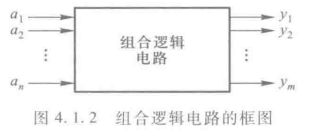 a₁ y₁
a₂ 组合逻辑 y₂
⋮ 电路 ⋮
aₙ yₘ
图 4.1.2 组合逻辑电路的框图